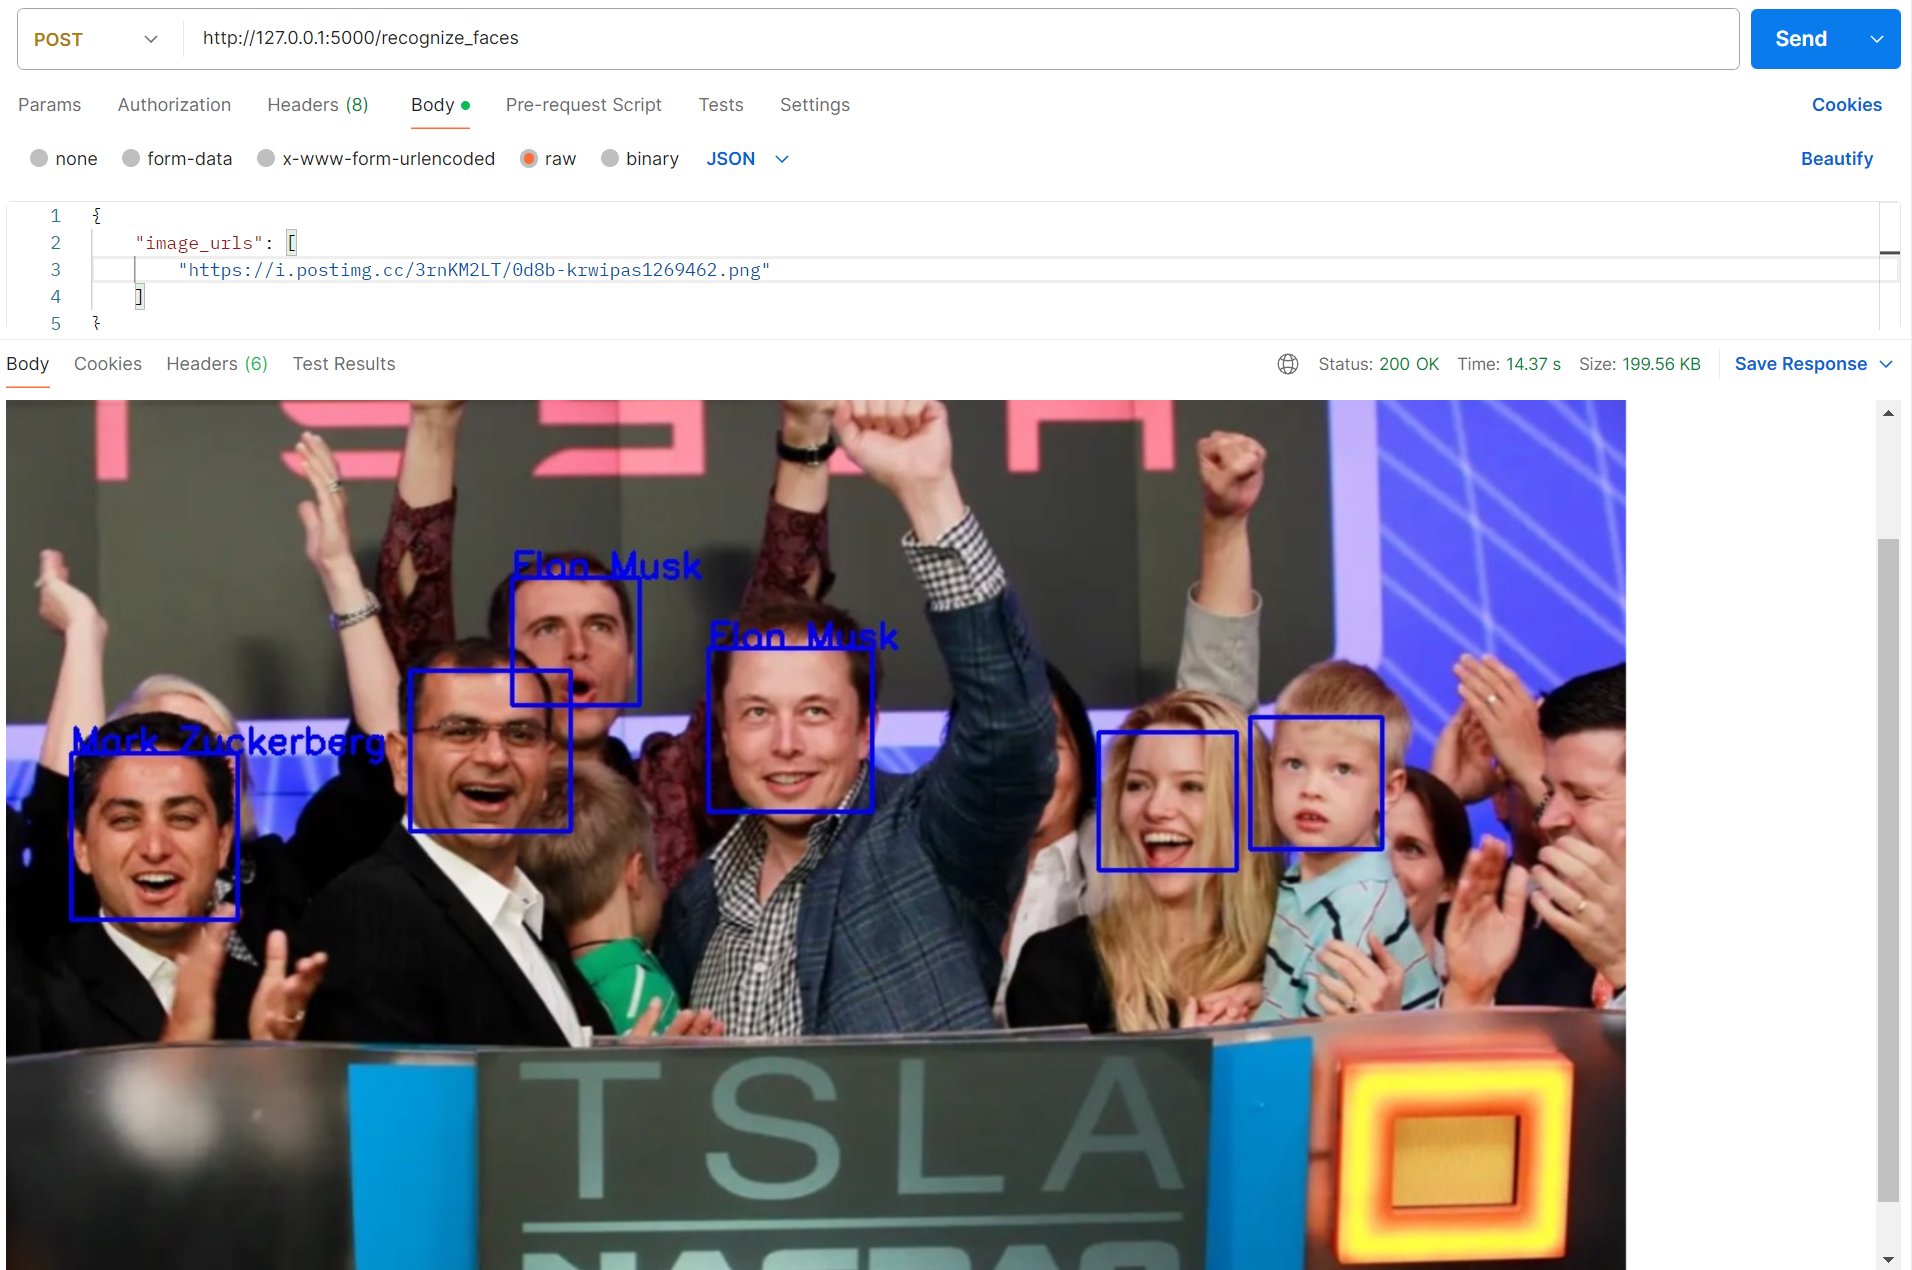 POST
http://127.0.0.1:5000/recognize_faces
Send
Params
Authorization
Headers (8)
Body
Pre-request Script
Tests
Settings
Cookies
none
form-data
x-www-form-urlencoded
raw
binary
JSON
Beautify
1 {
2 "image_urls": [
3 "https://i.postimg.cc/3rnKM2LT/0d8b-krwipas1269462.png"
4 ]
5 }
Body
Cookies
Headers (6)
Test Results
Status: 200 OK
Time: 14.37 s
Size: 199.56 KB
Save Response
TESLA
Elon Musk
Elon Musk
Mark Zuckerberg
TSLA
NASDAQ